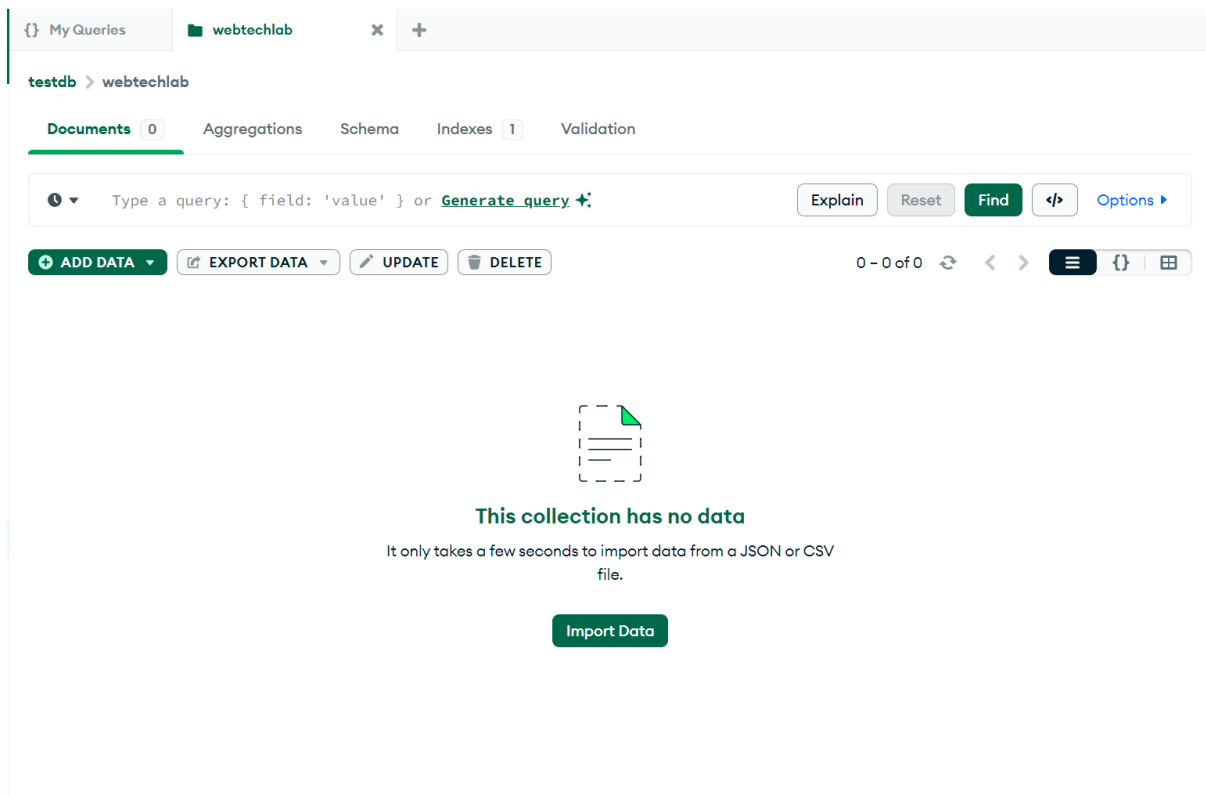 {} My Queries
webtechlab
testdb > webtechlab
Documents 0 Aggregations Schema Indexes 1 Validation
Type a query: { field: 'value' } or Generate query
Explain Reset Find </> Options
ADD DATA EXPORT DATA UPDATE DELETE 0 – 0 of 0 {}
This collection has no data
It only takes a few seconds to import data from a JSON or CSV
file.
Import Data